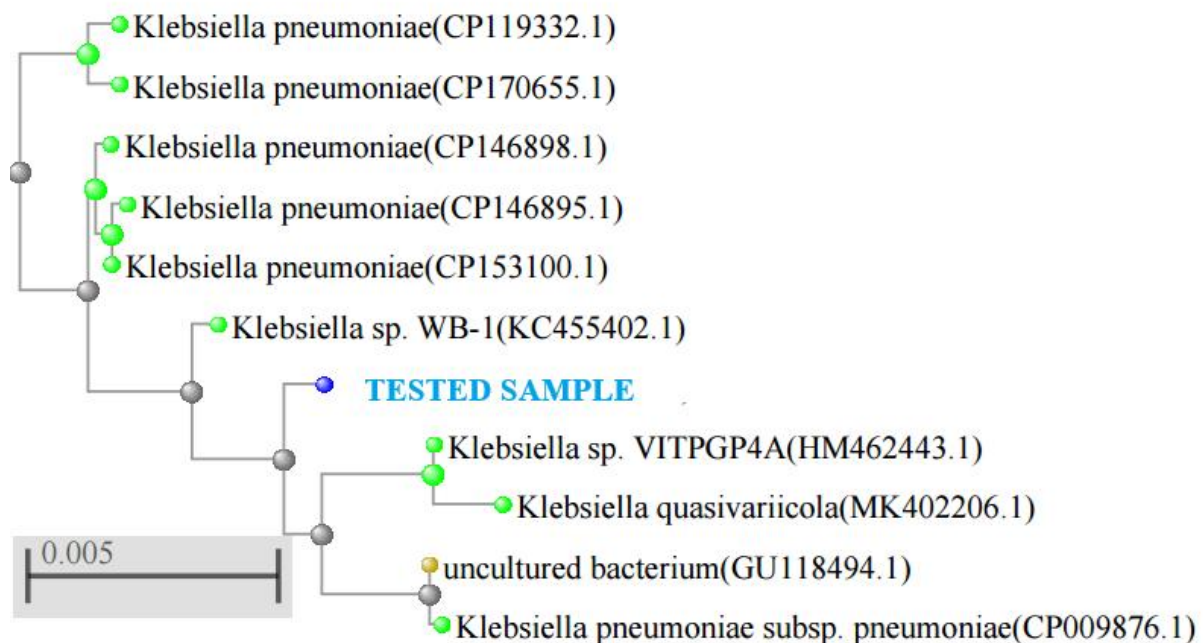 Klebsiella pneumoniae(CP119332.1)
Klebsiella pneumoniae(CP170655.1)
Klebsiella pneumoniae(CP146898.1)
Klebsiella pneumoniae(CP146895.1)
Klebsiella pneumoniae(CP153100.1)
Klebsiella sp. WB-1(KC455402.1)
TESTED SAMPLE
Klebsiella sp. VITPGP4A(HM462443.1)
Klebsiella quasivariicola(MK402206.1)
0.005
uncultured bacterium(GU118494.1)
Klebsiella pneumoniae subsp. pneumoniae(CP009876.1)